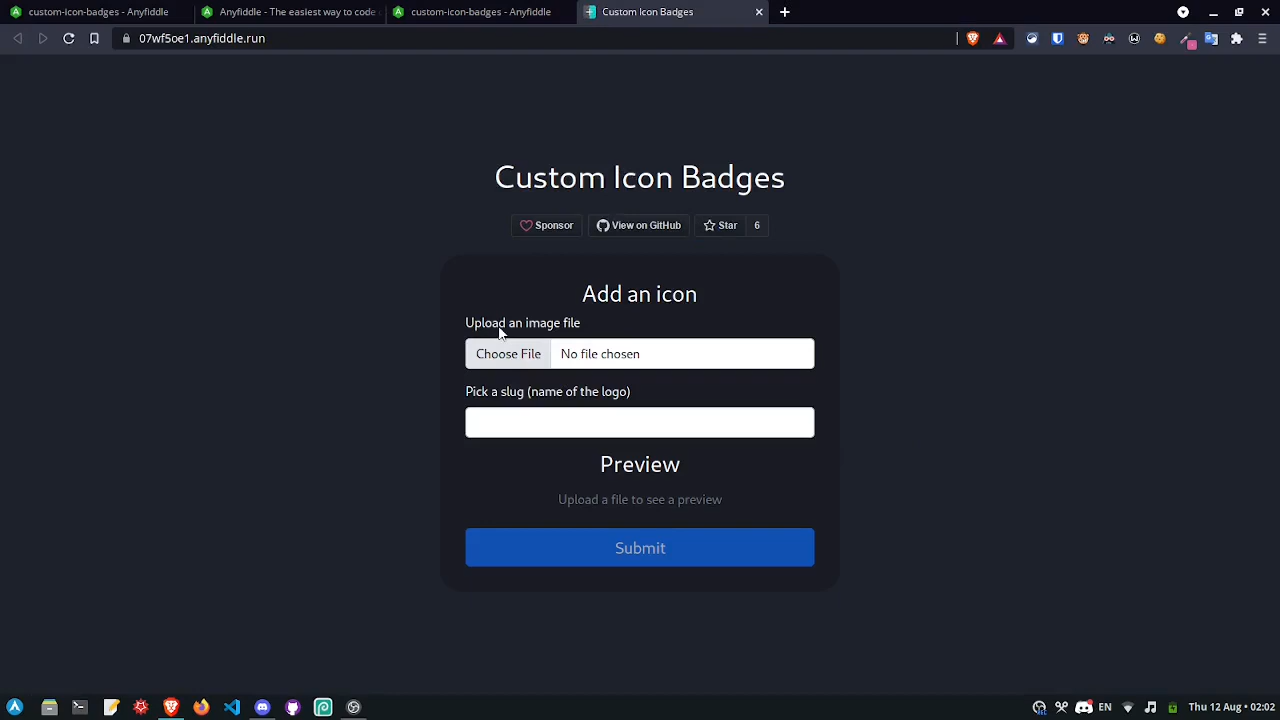 custom-icon-badges - Anyfiddle
Anyfiddle - The easiest way to code
custom-icon-badges - Anyfiddle
Custom Icon Badges
07wf5oe1.anyfiddle.run
Custom Icon Badges
Sponsor
View on GitHub
Star
6
Add an icon
Upload an image file
Choose File
No file chosen
Pick a slug (name of the logo)
Preview
Upload a file to see a preview
Submit
EN
Thu 12 Aug • 02:02